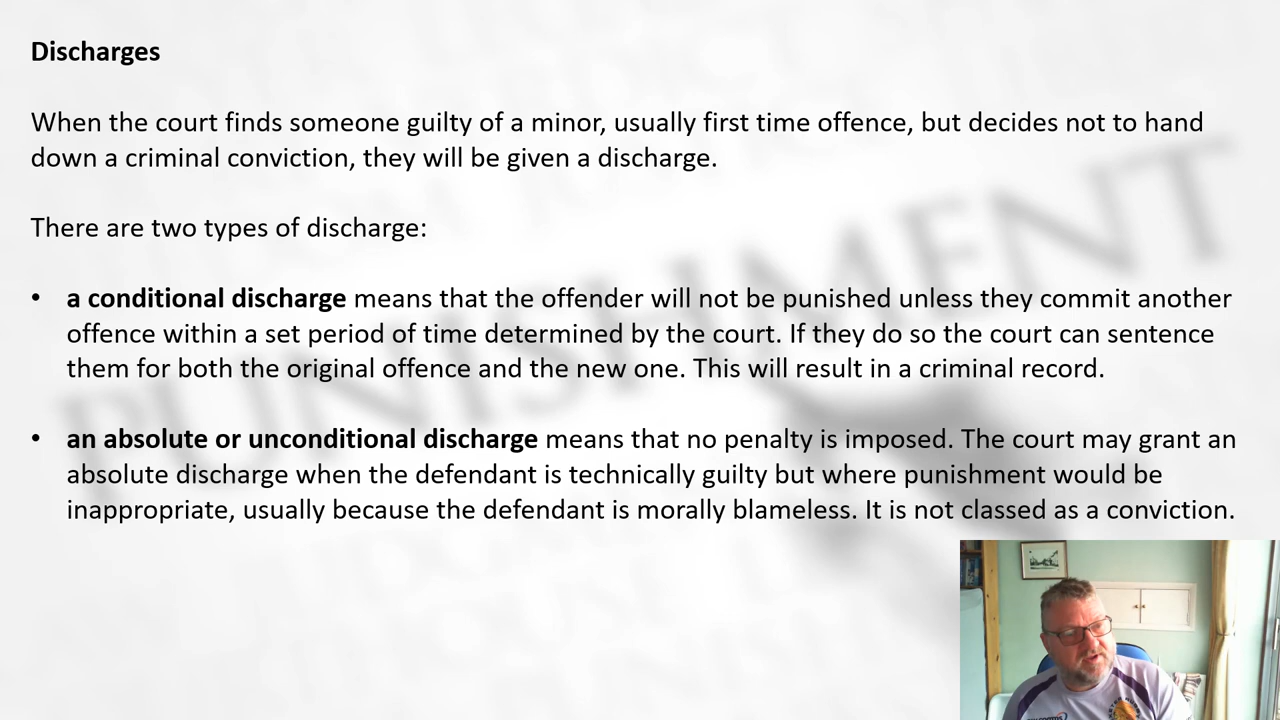 Discharges
When the court finds someone guilty of a minor, usually first time offence, but decides not to hand
down a criminal conviction, they will be given a discharge.
There are two types of discharge:
• a conditional discharge means that the offender will not be punished unless they commit another
offence within a set period of time determined by the court. If they do so the court can sentence
them for both the original offence and the new one. This will result in a criminal record.
• an absolute or unconditional discharge means that no penalty is imposed. The court may grant an
absolute discharge when the defendant is technically guilty but where punishment would be
inappropriate, usually because the defendant is morally blameless. It is not classed as a conviction.
PUNISHMENT